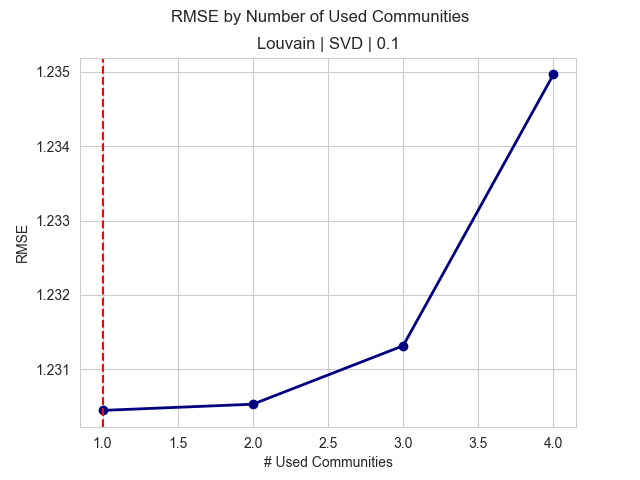 RMSE by Number of Used Communities
Louvain | SVD | 0.1
1.235
1.234
1.233
1.232
1.231
RMSE
1.0 1.5 2.0 2.5 3.0 3.5 4.0
# Used Communities